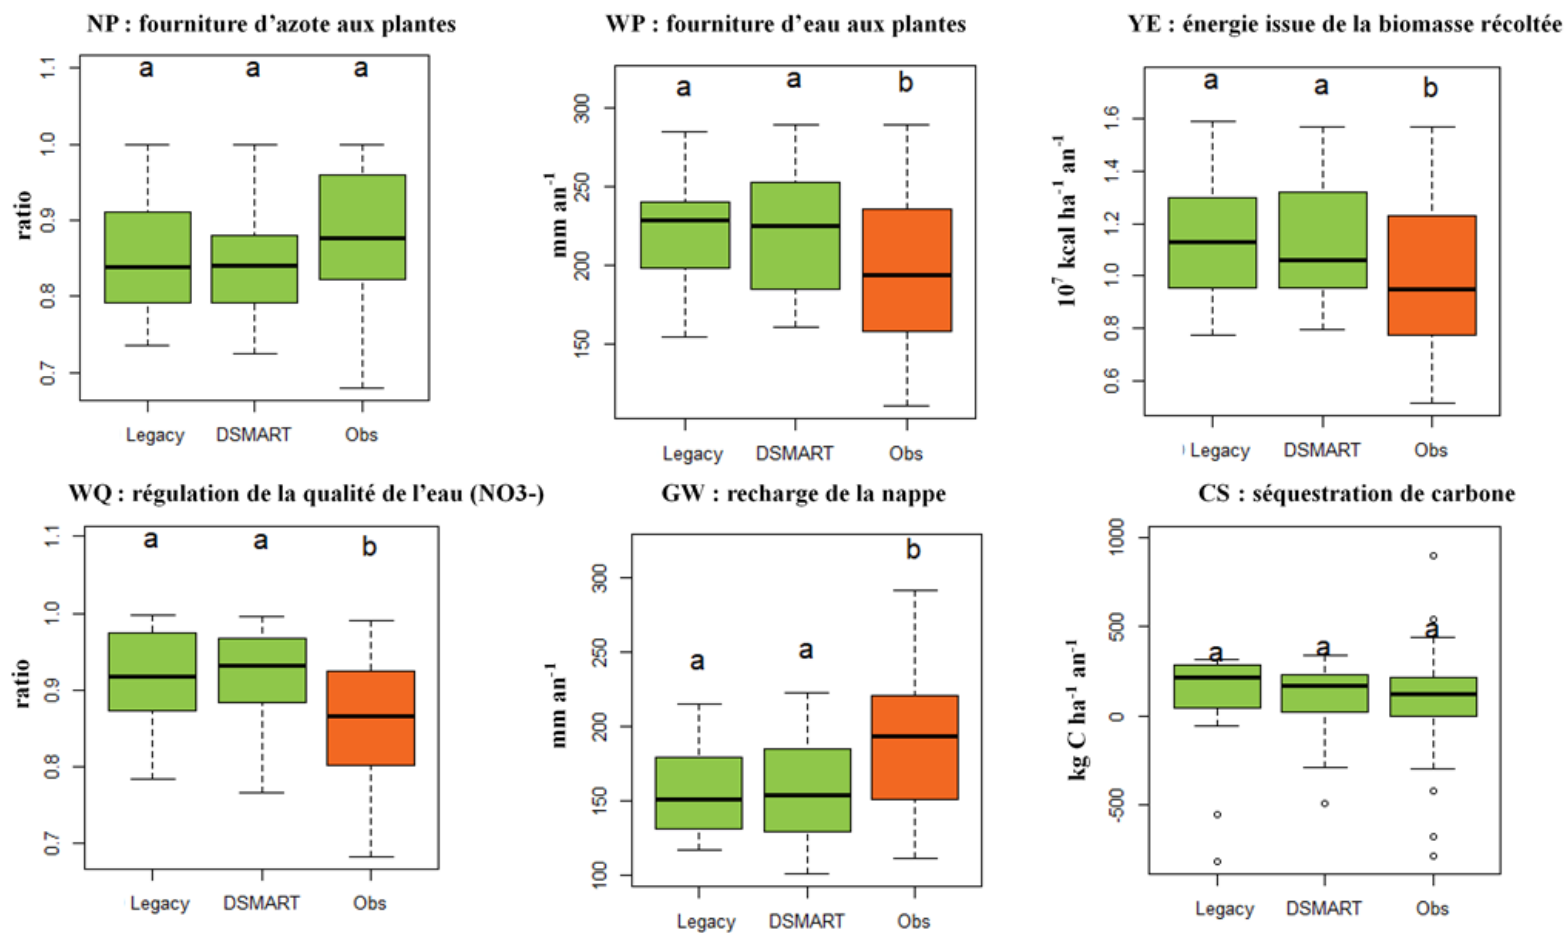 NP : fourniture d’azote aux plantes
1.1
1.0
0.9
0.8
0.7
ratio
a a a
Legacy DSMART Obs
WP : fourniture d’eau aux plantes
300
250
200
150
mm an-1
a a b
Legacy DSMART Obs
YE : énergie issue de la biomasse récoltée
1.6
1.4
1.2
1.0
0.8
0.6
10⁷ kcal ha-1 an-1
a a b
Legacy DSMART Obs
WQ : régulation de la qualité de l’eau (NO3-)
1.1
1.0
0.9
0.8
0.7
ratio
a a b
Legacy DSMART Obs
GW : recharge de la nappe
300
250
200
150
100
mm an-1
a a b
Legacy DSMART Obs
CS : séquestration de carbone
1000
500
0
-500
kg C ha-1 an-1
a a a
Legacy DSMART Obs